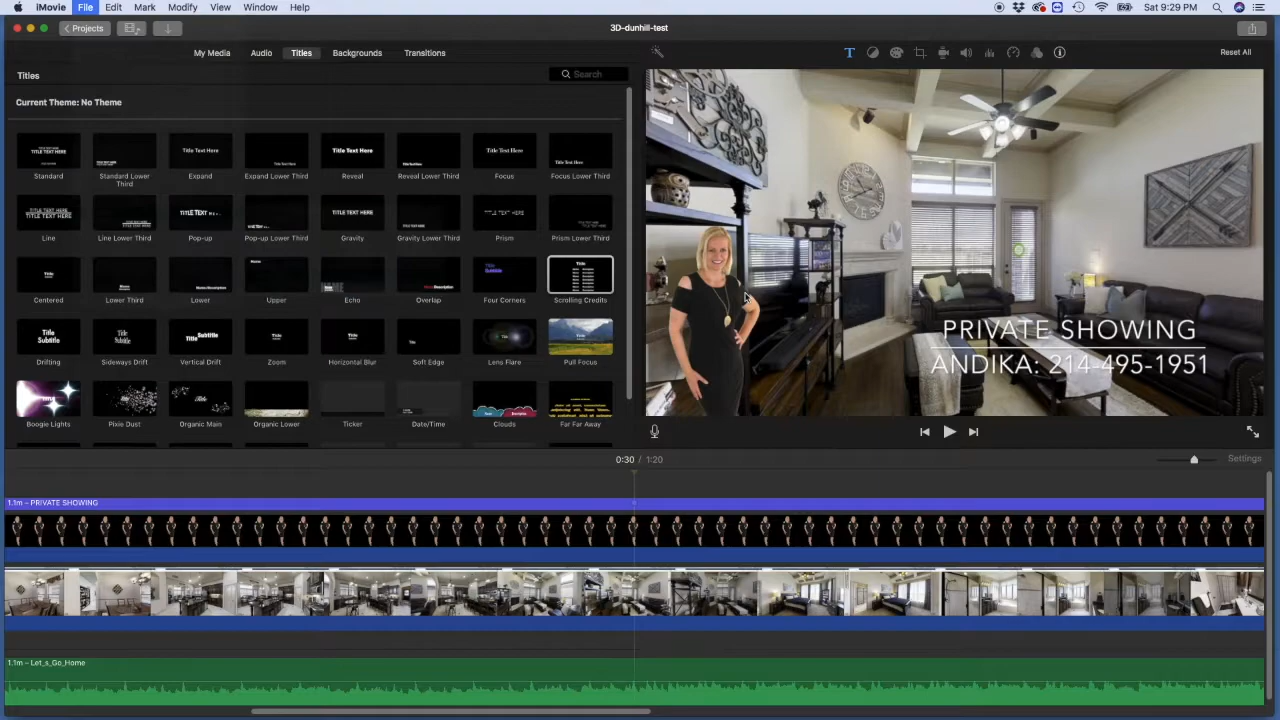 iMovie File Edit Mark Modify View Window Help
Sat 9:29 PM
Projects
3D-dunhill-test
My Media Audio Titles Backgrounds Transitions
Reset All
Titles
Search
Current Theme: No Theme
Standard
Standard Lower Third
Expand
Expand Lower Third
Reveal
Reveal Lower Third
Focus
Focus Lower Third
Line
Line Lower Third
Pop-up
Pop-up Lower Third
Gravity
Gravity Lower Third
Prism
Prism Lower Third
Centered
Lower Third
Lower
Upper
Echo
Overlap
Four Corners
Scrolling Credits
Drifting
Sideways Drift
Vertical Drift
Zoom
Horizontal Blur
Soft Edge
Lens Flare
Pull Focus
Boogie Lights
Pixie Dust
Organic Main
Organic Lower
Ticker
Date/Time
Clouds
Far Far Away
PRIVATE SHOWING
ANDIKA: 214-495-1951
0:30 / 1:20
Settings
1.1m – PRIVATE SHOWING
1.1m – Let_s_Go_Home